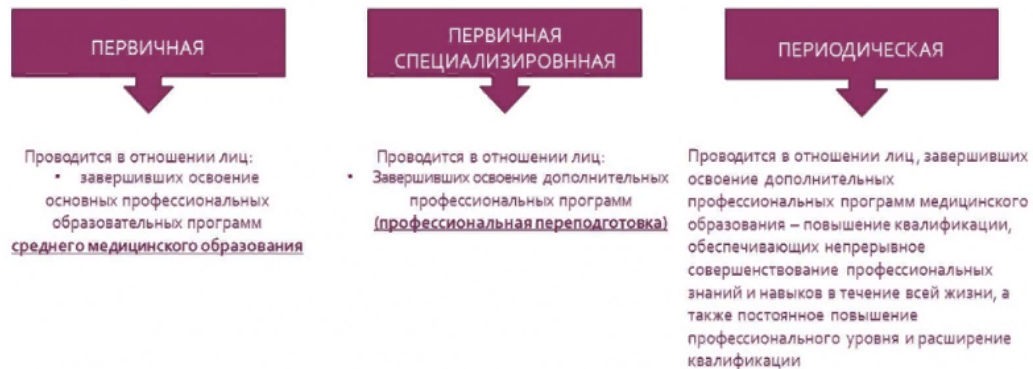 ПЕРВИЧНАЯ
Проводится в отношении лиц:
▪ завершивших освоение
основных профессиональных
образовательных программ
среднего медицинского образования
ПЕРВИЧНАЯ
СПЕЦИАЛИЗИРОВННАЯ
Проводится в отношении лиц:
▪ Завершивших освоение дополнительных
профессиональных программ
(профессиональная переподготовка)
ПЕРИОДИЧЕСКАЯ
Проводится в отношении лиц, завершивших
освоение дополнительных
профессиональных программ медицинского
образования – повышение квалификации,
обеспечивающих непрерывное
совершенствование профессиональных
знаний и навыков в течение всей жизни, а
также постоянное повышение
профессионального уровня и расширение
квалификации